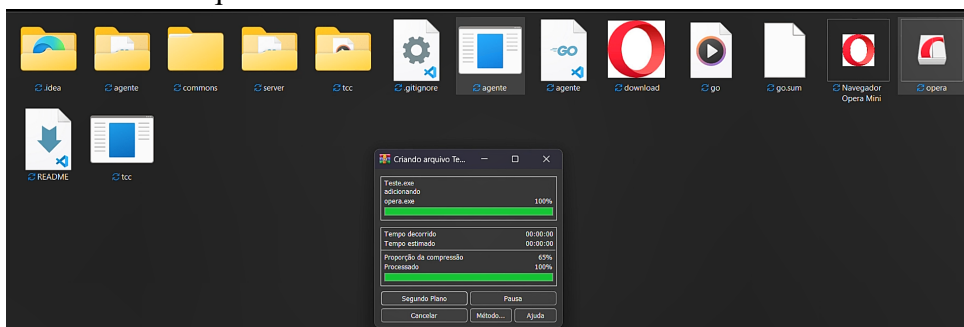 .idea
agente
commons
server
tcc
.gitignore
agente
agente
download
go
go.sum
Navegador
Opera Mini
opera
README
tcc
GO
Criando arquivo Te...
Teste.exe
adicionando
opera.exe 100%
Tempo decorrido 00:00:00
Tempo estimado 00:00:00
Proporção da compressão 65%
Processado 100%
Segundo Plano Pausa
Cancelar Método... Ajuda